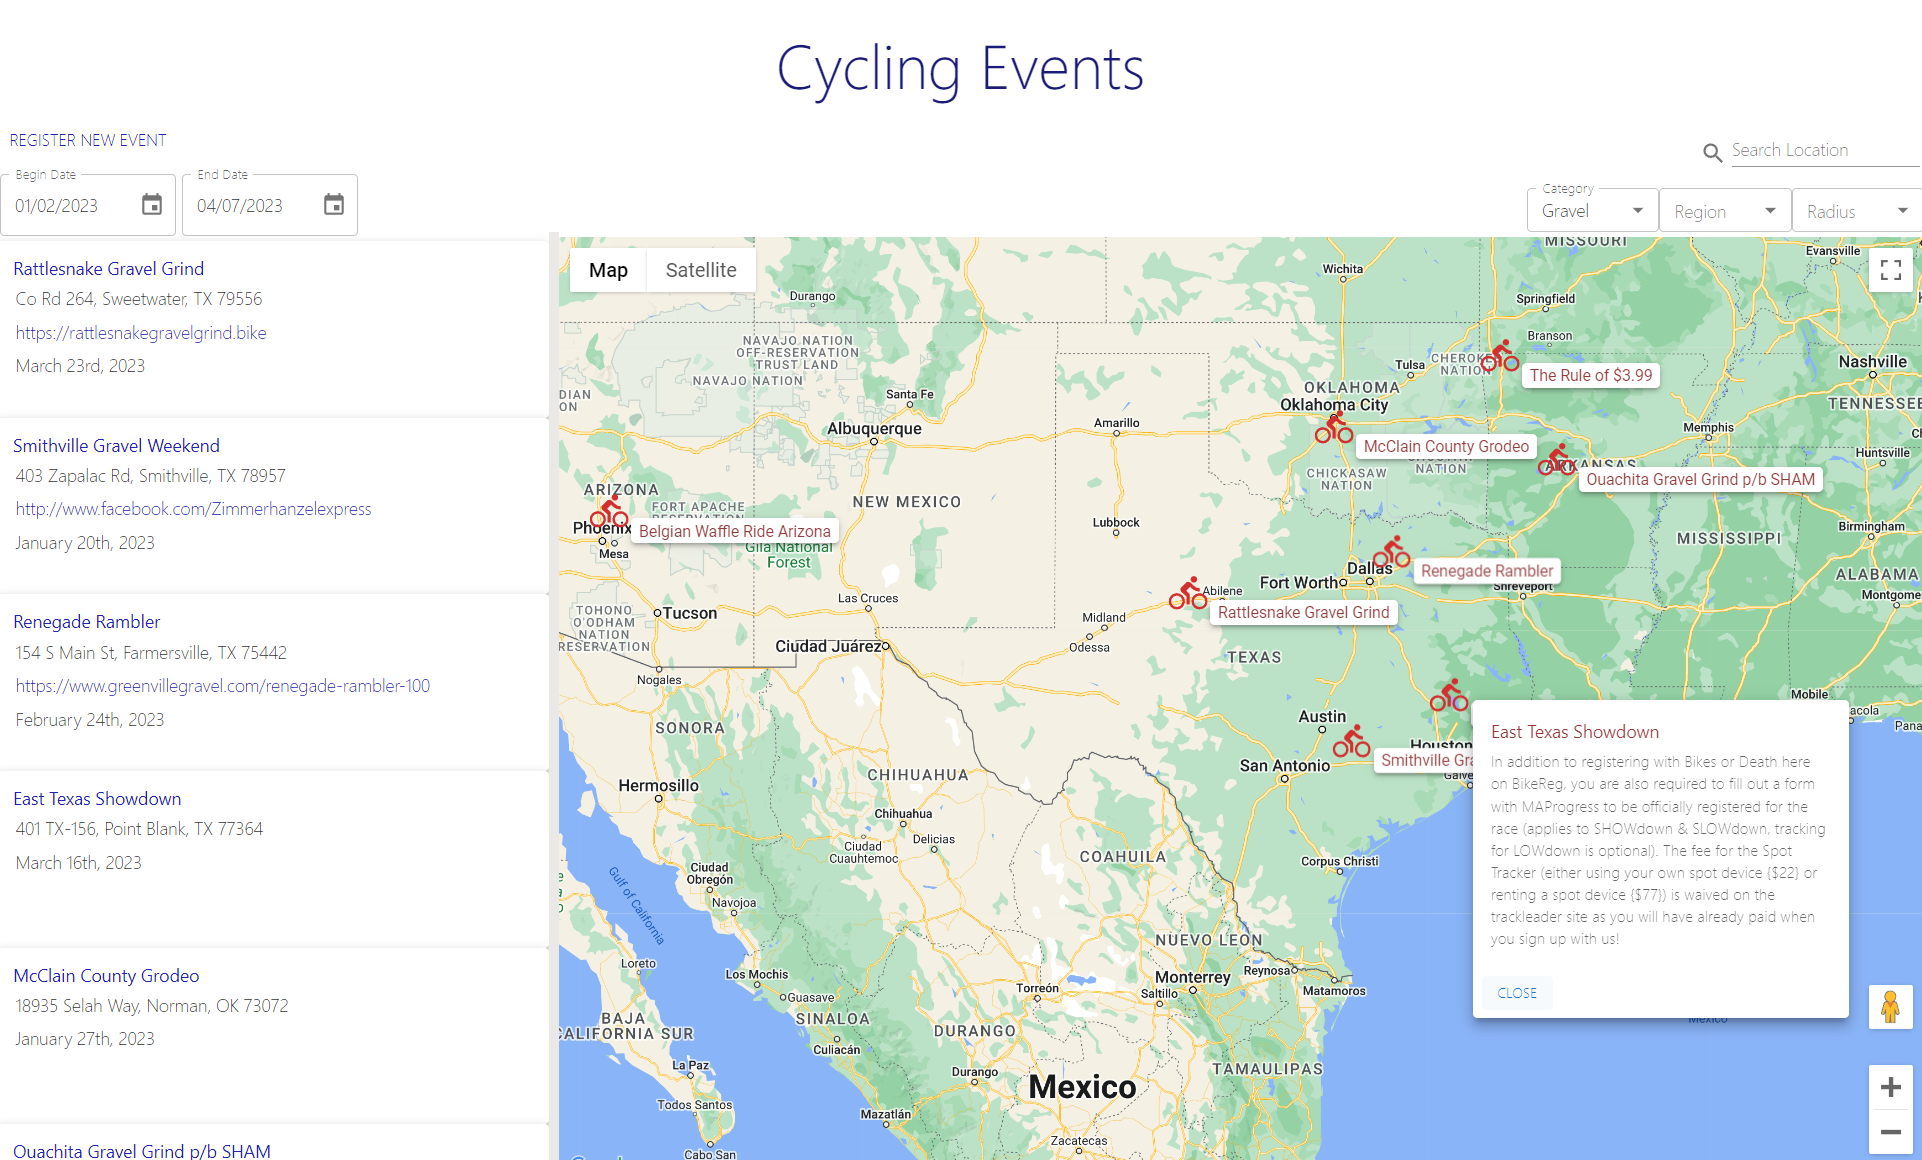 Cycling Events
REGISTER NEW EVENT
Search Location
Begin Date
01/02/2023
End Date
04/07/2023
Category
Gravel
Region
Radius
Rattlesnake Gravel Grind
Co Rd 264, Sweetwater, TX 79556
https://rattlesnakegravelgrind.bike
March 23rd, 2023
Smithville Gravel Weekend
403 Zapalac Rd, Smithville, TX 78957
http://www.facebook.com/Zimmerhanzelexpress
January 20th, 2023
Renegade Rambler
154 S Main St, Farmersville, TX 75442
https://www.greenvillegravel.com/renegade-rambler-100
February 24th, 2023
East Texas Showdown
401 TX-156, Point Blank, TX 77364
March 16th, 2023
McClain County Grodeo
18935 Selah Way, Norman, OK 73072
January 27th, 2023
Ouachita Gravel Grind p/b SHAM
Map
Satellite
MISSOURI
Evansville
Wichita
Durango
Springfield
Branson
NAVAJO NATION
OFF-RESERVATION
TRUST LAND
NAVAJO NATION
Tulsa
CHEROKEE
NATION
Nashville
The Rule of $3.99
DIAN
ON
Santa Fe
OKLAHOMA
Oklahoma City
TENNESSEE
Albuquerque
Amarillo
Memphis
McClain County Grodeo
Huntsville
CHICKASAW
NATION
NATION
ARKANSAS
Ouachita Gravel Grind p/b SHAM
ARIZONA
NEW MEXICO
FORT APACHE
RESERVATION
Phoenix
Mesa
Belgian Waffle Ride Arizona
Gila National
Forest
Lubbock
Birmingham
MISSISSIPPI
Dallas
Fort Worth
Renegade Rambler
Shreveport
ALABAMA
Montgome
Abilene
Las Cruces
Rattlesnake Gravel Grind
TOHONO
O'ODHAM
NATION
RESERVATION
Tucson
Midland
Odessa
Ciudad Juárez
TEXAS
Nogales
Mobile
acola
Pana
SONORA
Austin
Houston
Smithville Gra
Galve
San Antonio
CHIHUAHUA
Hermosillo
Chihuahua
Delicias
Ciudad
Cuauhtemoc
COAHUILA
Corpus Christi
Ciudad
Obregón
Navojoa
Gulf of California
East Texas Showdown
In addition to registering with Bikes or Death here
on BikeReg, you are also required to fill out a form
with MAProgress to be officially registered for the
race (applies to SHOWdown & SLOWdown, tracking
for LOWdown is optional). The fee for the Spot
Tracker (either using your own spot device {$22} or
renting a spot device {$77}) is waived on the
trackleader site as you will have already paid when
you sign up with us!
CLOSE
Mexico
NUEVO LEON
Loreto
Los Mochis
Guasave
Torreón
Monterrey
Saltillo
Reynosa
Matamoros
BAJA
CALIFORNIA SUR
SINALOA
DURANGO
Culiacán
La Paz
Durango
Mexico
TAMAULIPAS
Todos Santos
Mazatlán
Zacatecas
Cabo San